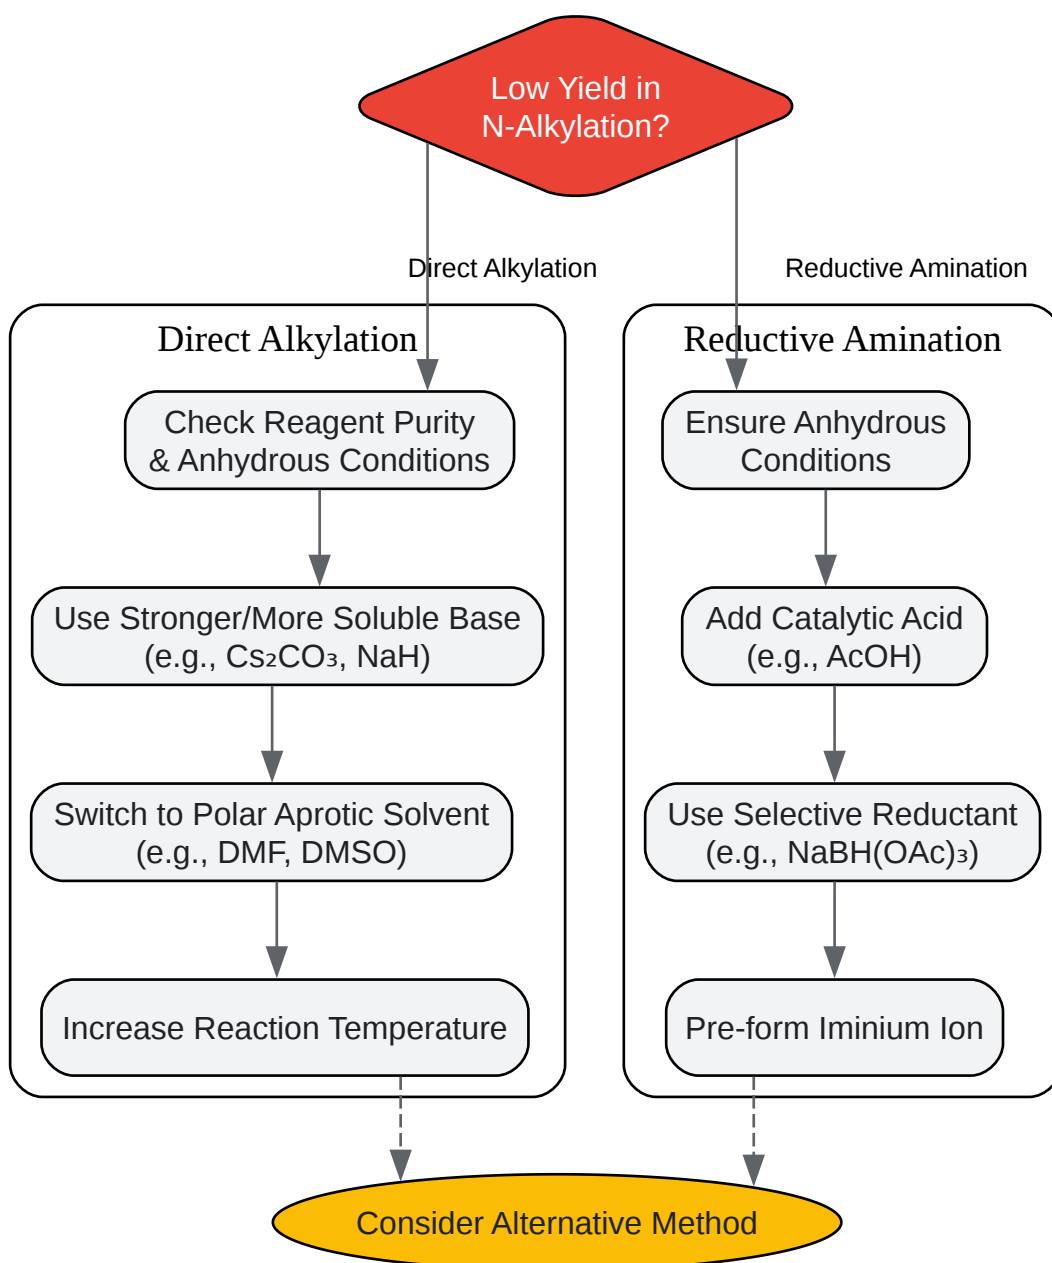 Low Yield in
N-Alkylation?
Direct Alkylation
Reductive Amination
Direct Alkylation
Check Reagent Purity
& Anhydrous Conditions
Use Stronger/More Soluble Base
(e.g., Cs₂CO₃, NaH)
Switch to Polar Aprotic Solvent
(e.g., DMF, DMSO)
Increase Reaction Temperature
Reductive Amination
Ensure Anhydrous
Conditions
Add Catalytic Acid
(e.g., AcOH)
Use Selective Reductant
(e.g., NaBH(OAc)₃)
Pre-form Iminium Ion
Consider Alternative Method